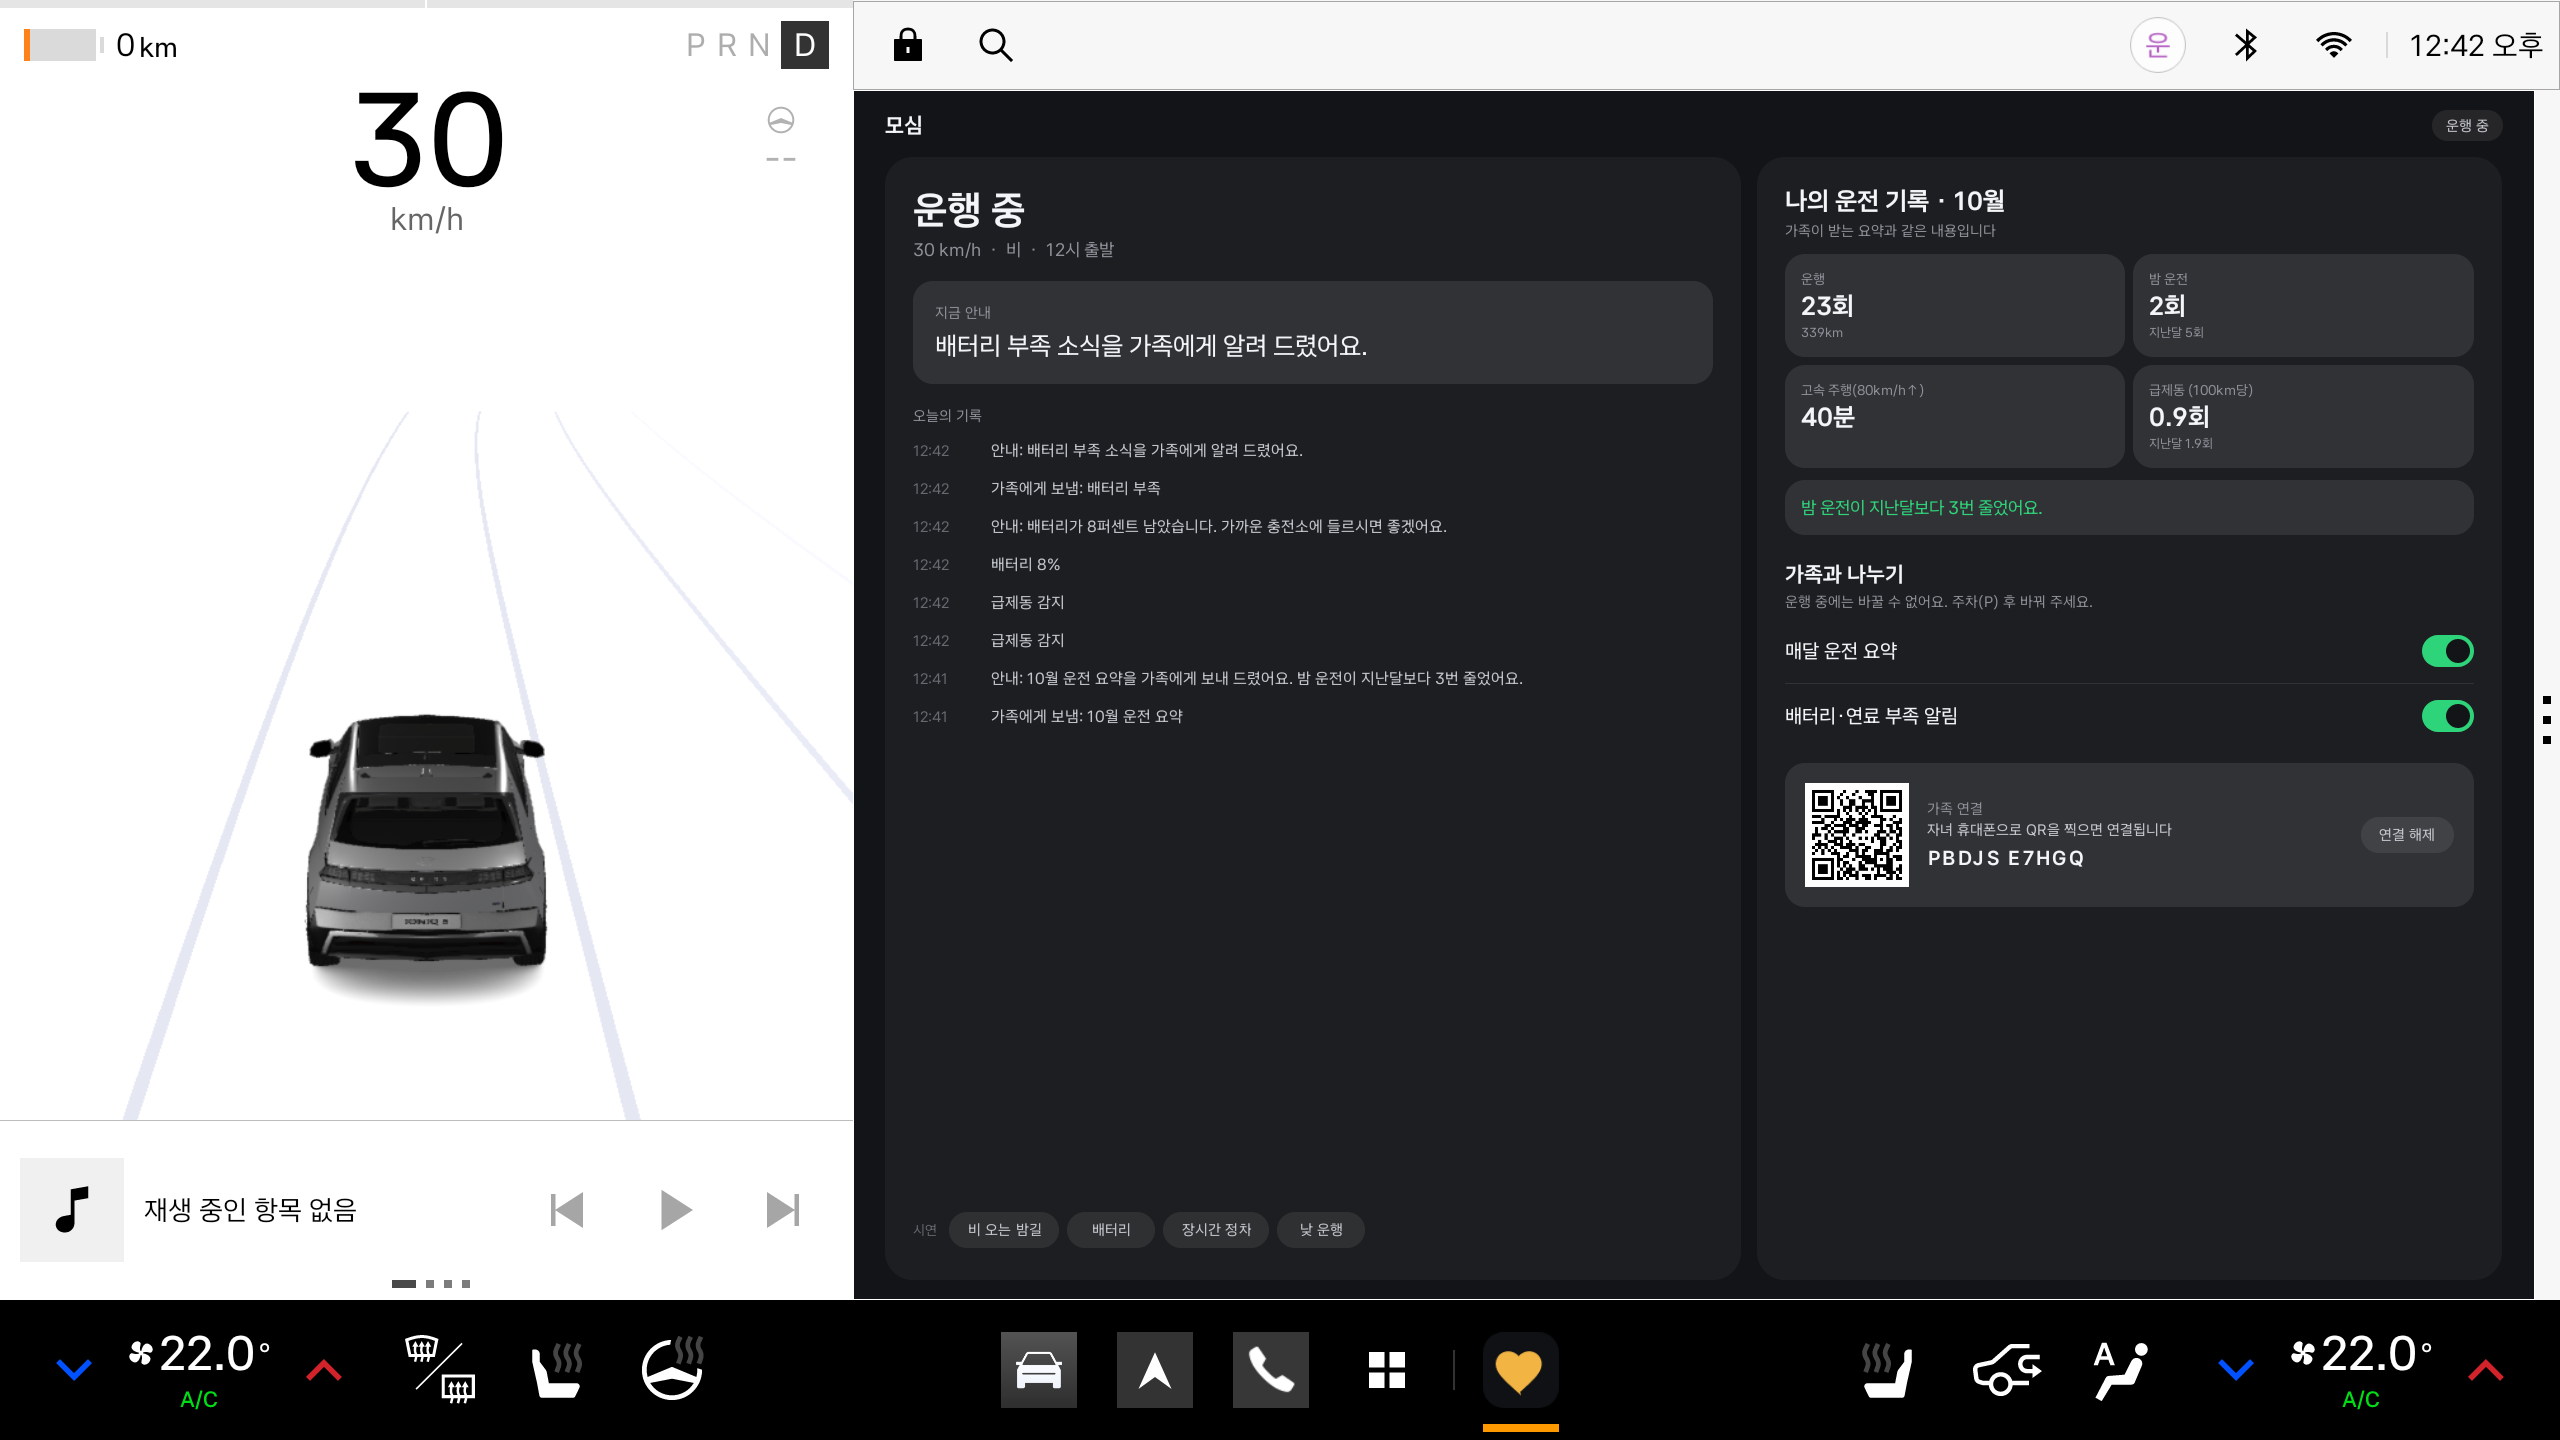 0 km
P R N D
30
km/h
--
재생 중인 항목 없음
운
12:42 오후
모심
운행 중
운행 중
30 km/h · 비 · 12시 출발
지금 안내
배터리 부족 소식을 가족에게 알려 드렸어요.
오늘의 기록
12:42 안내: 배터리 부족 소식을 가족에게 알려 드렸어요.
12:42 가족에게 보냄: 배터리 부족
12:42 안내: 배터리가 8퍼센트 남았습니다. 가까운 충전소에 들르시면 좋겠어요.
12:42 배터리 8%
12:42 급제동 감지
12:42 급제동 감지
12:41 안내: 10월 운전 요약을 가족에게 보내 드렸어요. 밤 운전이 지난달보다 3번 줄었어요.
12:41 가족에게 보냄: 10월 운전 요약
시연 비 오는 밤길 배터리 장시간 정차 낮 운행
나의 운전 기록 · 10월
가족이 받는 요약과 같은 내용입니다
운행
23회
339km
밤 운전
2회
지난달 5회
고속 주행(80km/h↑)
40분
급제동 (100km당)
0.9회
지난달 1.9회
밤 운전이 지난달보다 3번 줄었어요.
가족과 나누기
운행 중에는 바꿀 수 없어요. 주차(P) 후 바꿔 주세요.
매달 운전 요약
배터리·연료 부족 알림
가족 연결
자녀 휴대폰으로 QR을 찍으면 연결됩니다
PBDJS E7HGQ
연결 해제
22.0°
A/C
A
22.0°
A/C